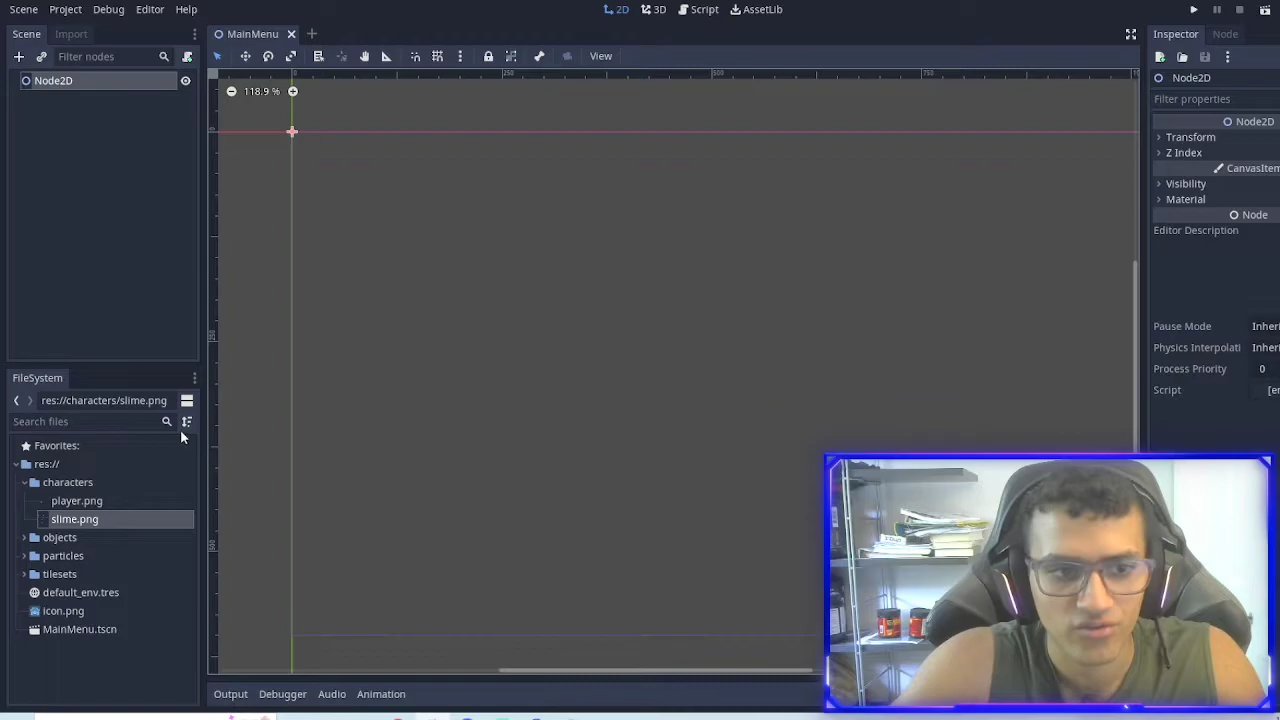 Scene Project Debug Editor Help
2D 3D Script AssetLib
Scene Import
MainMenu
Inspector Node
Filter nodes
View
Node2D
118.9 %
0 250 500 750
Node2D
Filter properties
Node2D
Transform
Z Index
CanvasItem
Visibility
Material
Node
Editor Description
Pause Mode Inheri
Physics Interpolati Inheri
Process Priority 0
Script [en
FileSystem
res://characters/slime.png
Search files
Favorites:
res://
characters
player.png
slime.png
objects
particles
tilesets
default_env.tres
icon.png
MainMenu.tscn
Output Debugger Audio Animation